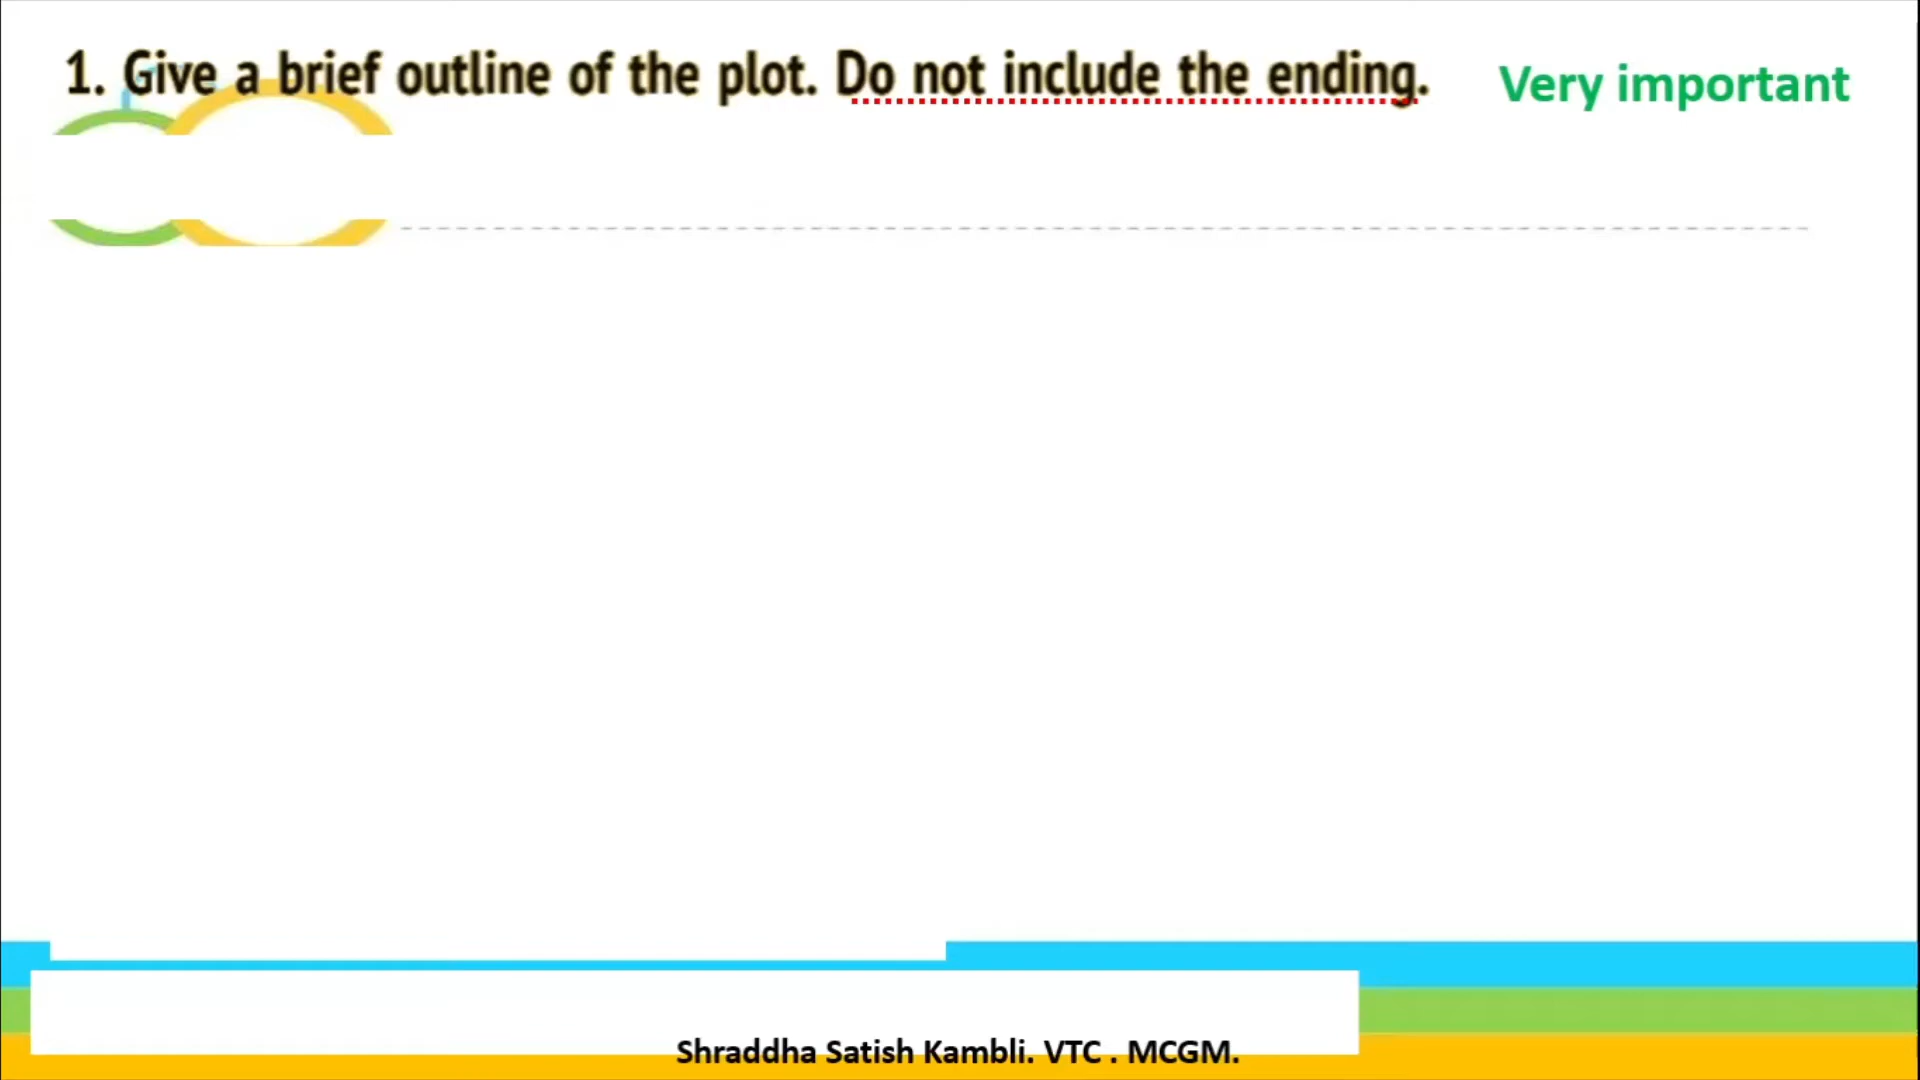 1. Give a brief outline of the plot. Do not include the ending. Very important
Shraddha Satish Kambli. VTC . MCGM.